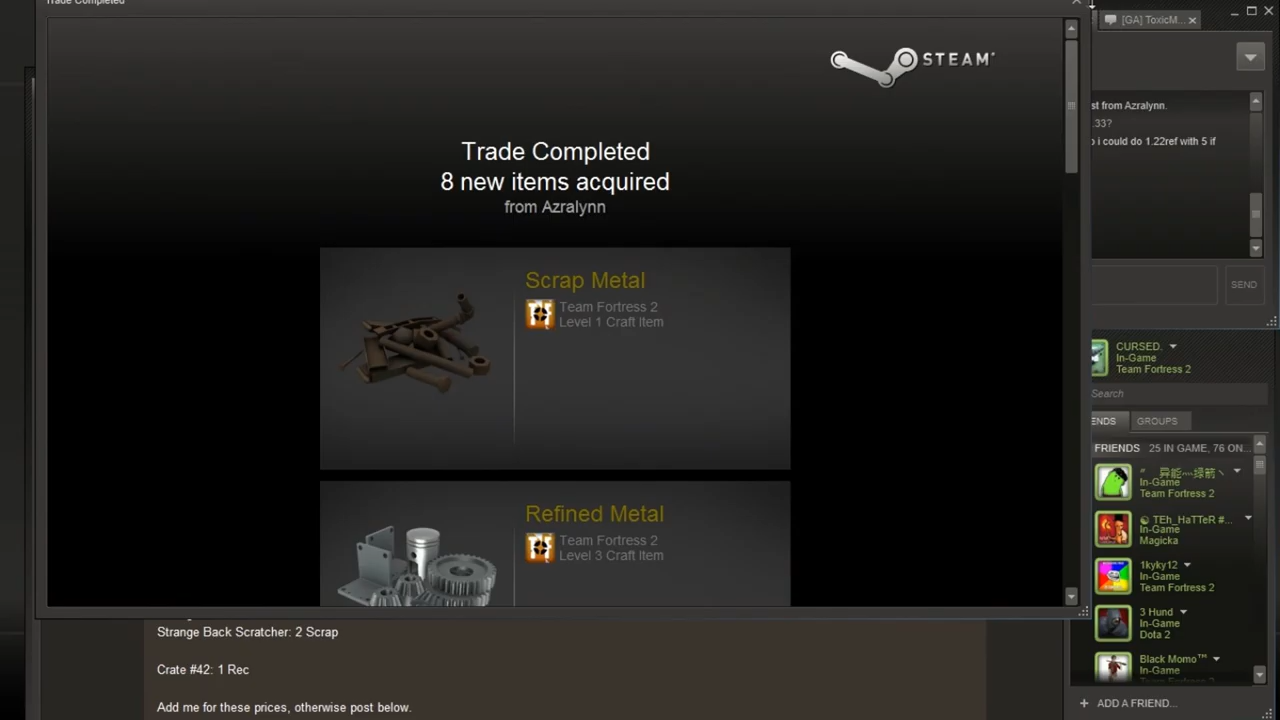 Trade Completed
[GA] ToxicM...
STEAM®
st from Azralynn.
.33?
o i could do 1.22ref with 5 if
Trade Completed
8 new items acquired
from Azralynn
Scrap Metal
Team Fortress 2
Level 1 Craft Item
SEND
CURSED.
In-Game
Team Fortress 2
Search
ENDS
GROUPS
FRIENDS
25 IN GAME, 76 ON...
In-Game
Team Fortress 2
TEh_HaTTeR #...
In-Game
Magicka
Refined Metal
Team Fortress 2
Level 3 Craft Item
1kyky12
In-Game
Team Fortress 2
3 Hund
In-Game
Dota 2
Black Momo™
In-Game
Team Fortress 2
Strange Back Scratcher: 2 Scrap
Crate #42: 1 Rec
Add me for these prices, otherwise post below.
+ ADD A FRIEND...